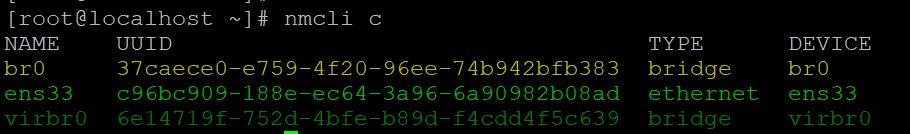 [root@localhost ~]# nmcli c
NAME    UUID                                  TYPE      DEVICE
br0     37caece0-e759-4f20-96ee-74b942bfb383  bridge    br0
ens33   c96bc909-188e-ec64-3a96-6a90982b08ad  ethernet  ens33
virbr0  6e14719f-752d-4bfe-b89d-f4cdd4f5c639  bridge    virbr0